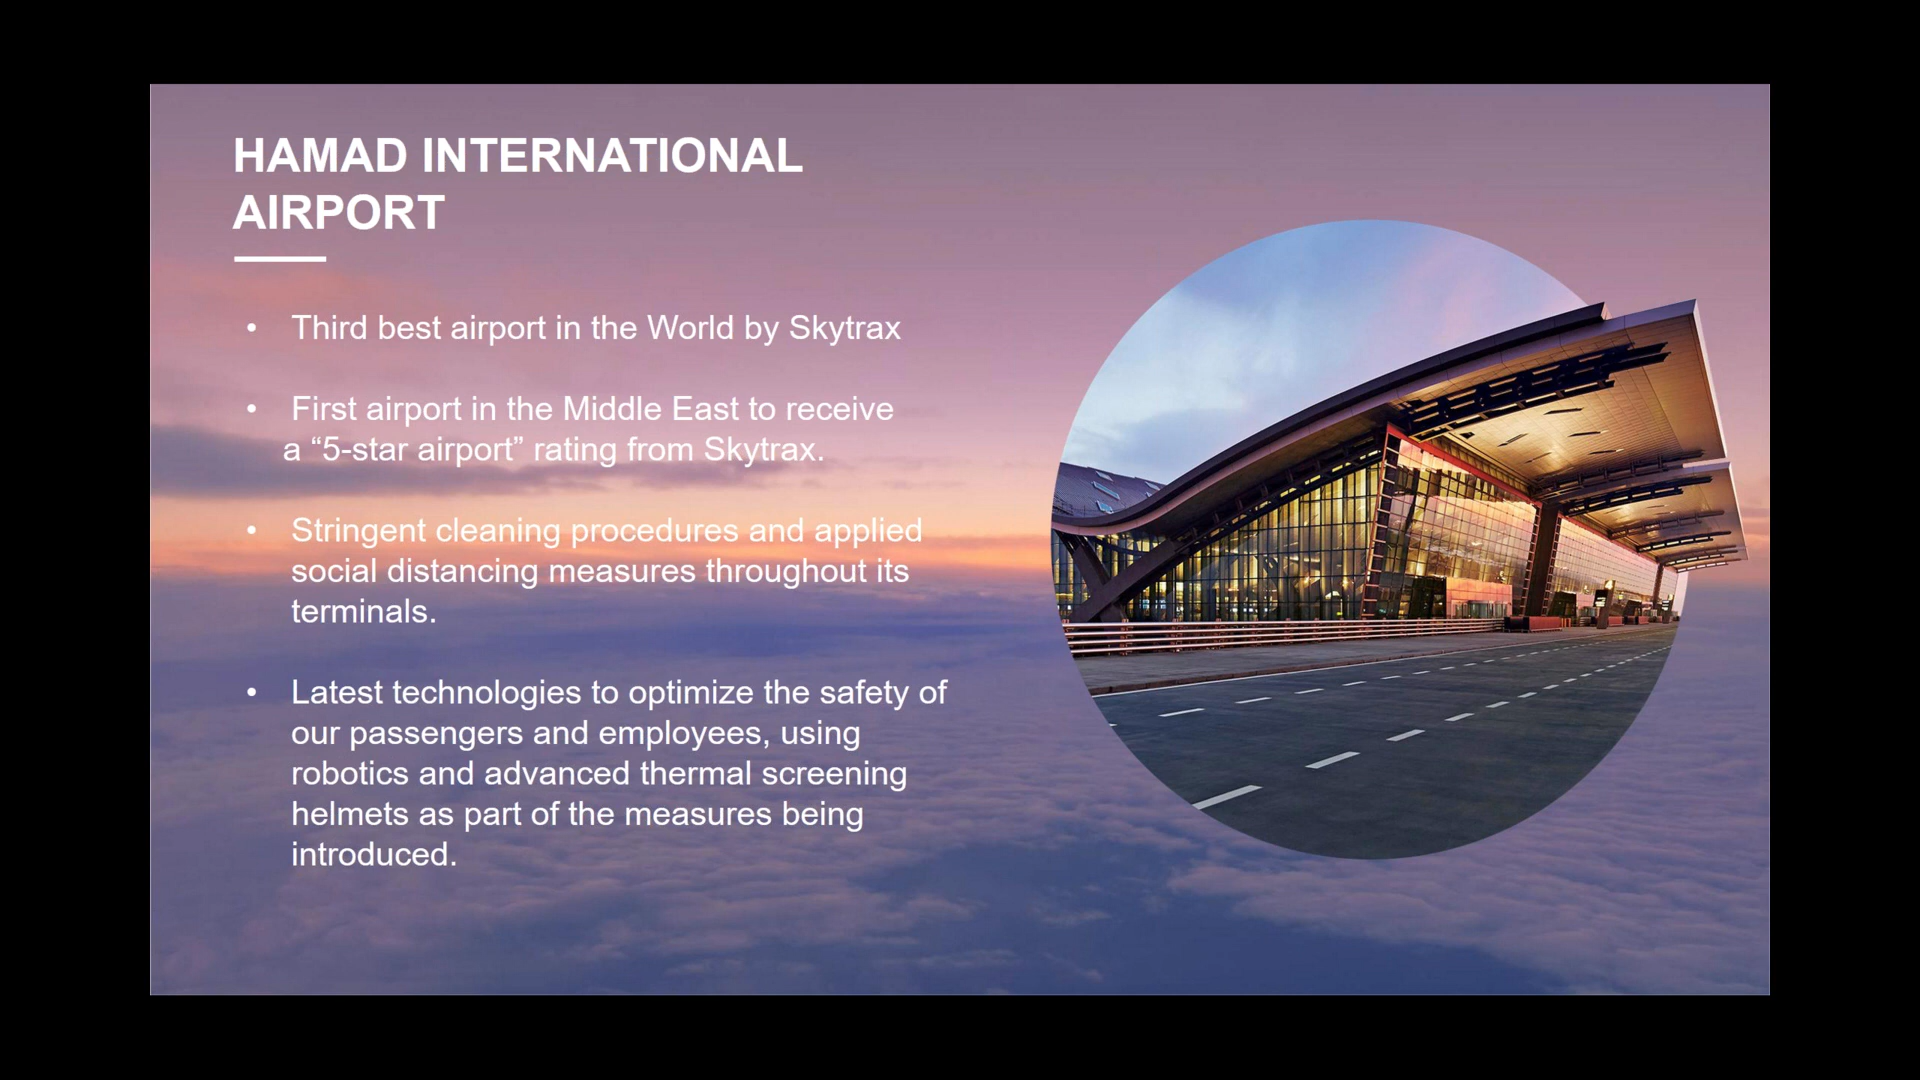 HAMAD INTERNATIONAL
AIRPORT
• Third best airport in the World by Skytrax
• First airport in the Middle East to receive
a “5-star airport” rating from Skytrax.
• Stringent cleaning procedures and applied
social distancing measures throughout its
terminals.
• Latest technologies to optimize the safety of
our passengers and employees, using
robotics and advanced thermal screening
helmets as part of the measures being
introduced.